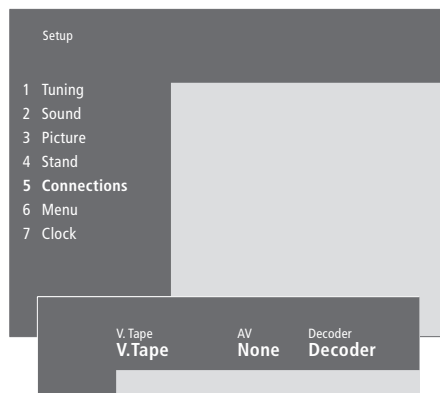 Setup
1 Tuning
2 Sound
3 Picture
4 Stand
5 Connections
6 Menu
7 Clock
V. Tape AV Decoder
V.Tape None Decoder